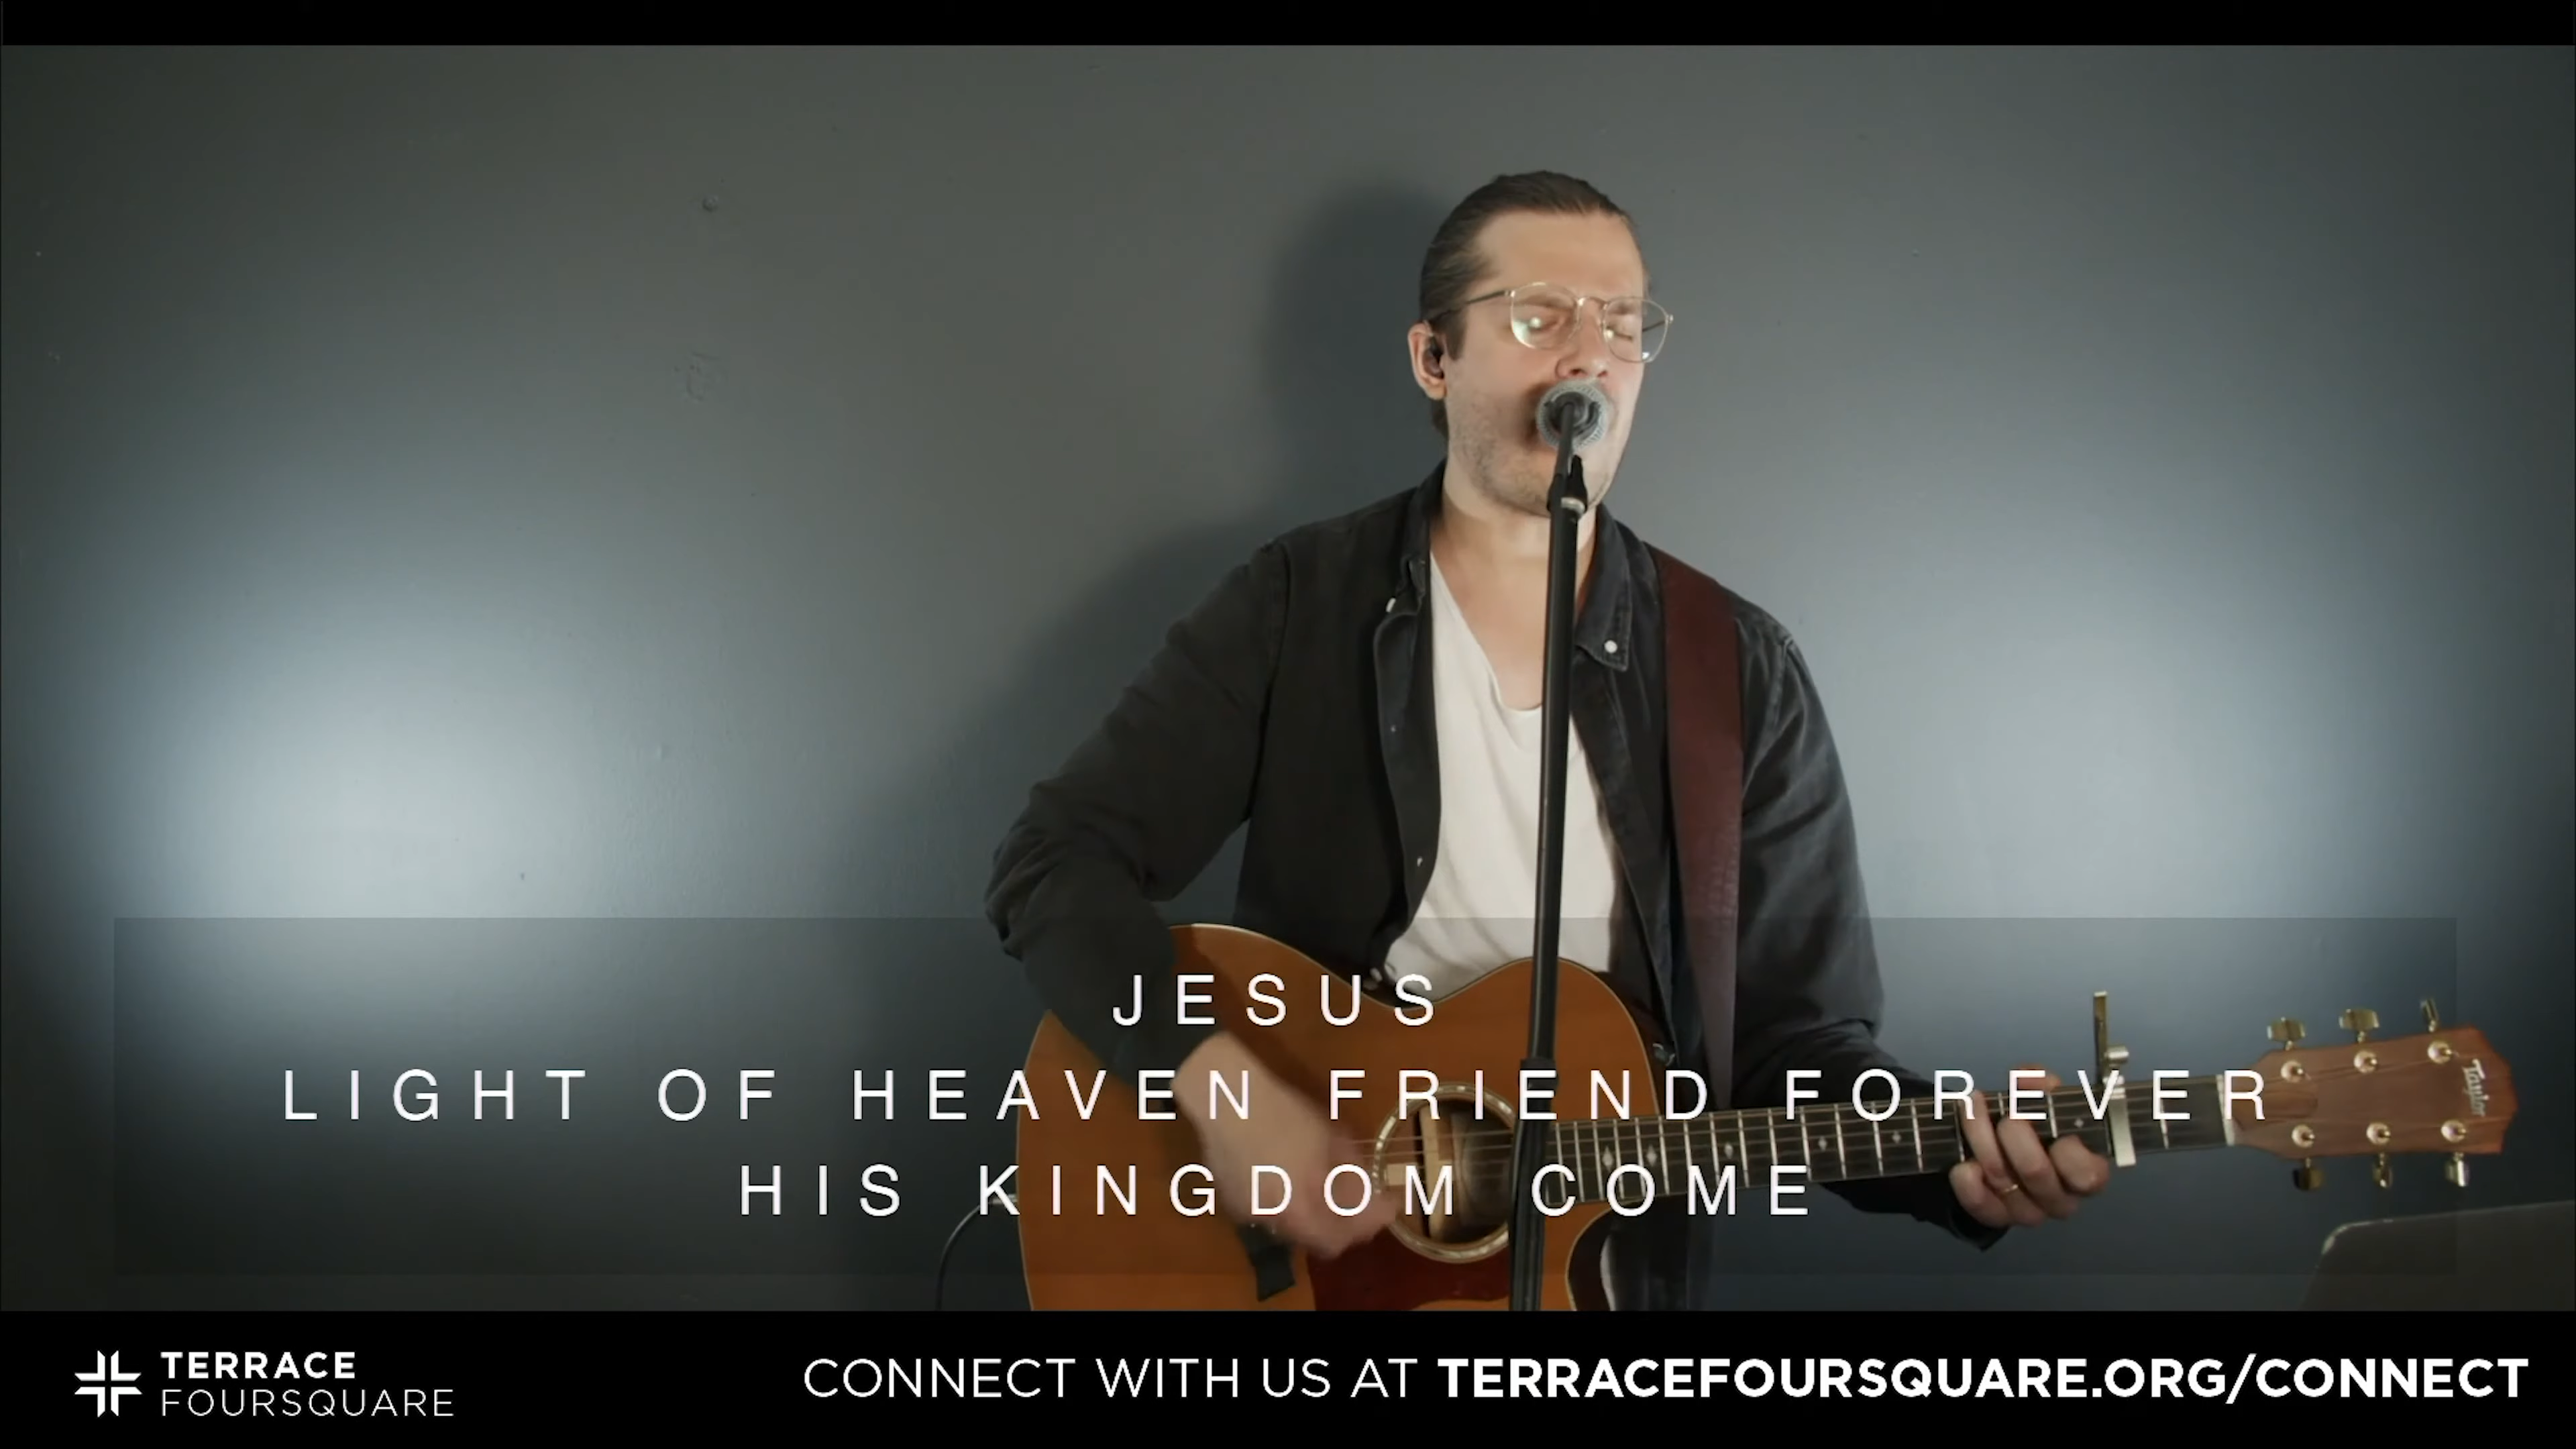 JESUS
LIGHT OF HEAVEN FRIEND FOREVER
HIS KINGDOM COME
Taylor
TERRACE
FOURSQUARE
CONNECT WITH US AT TERRACEFOURSQUARE.ORG/CONNECT